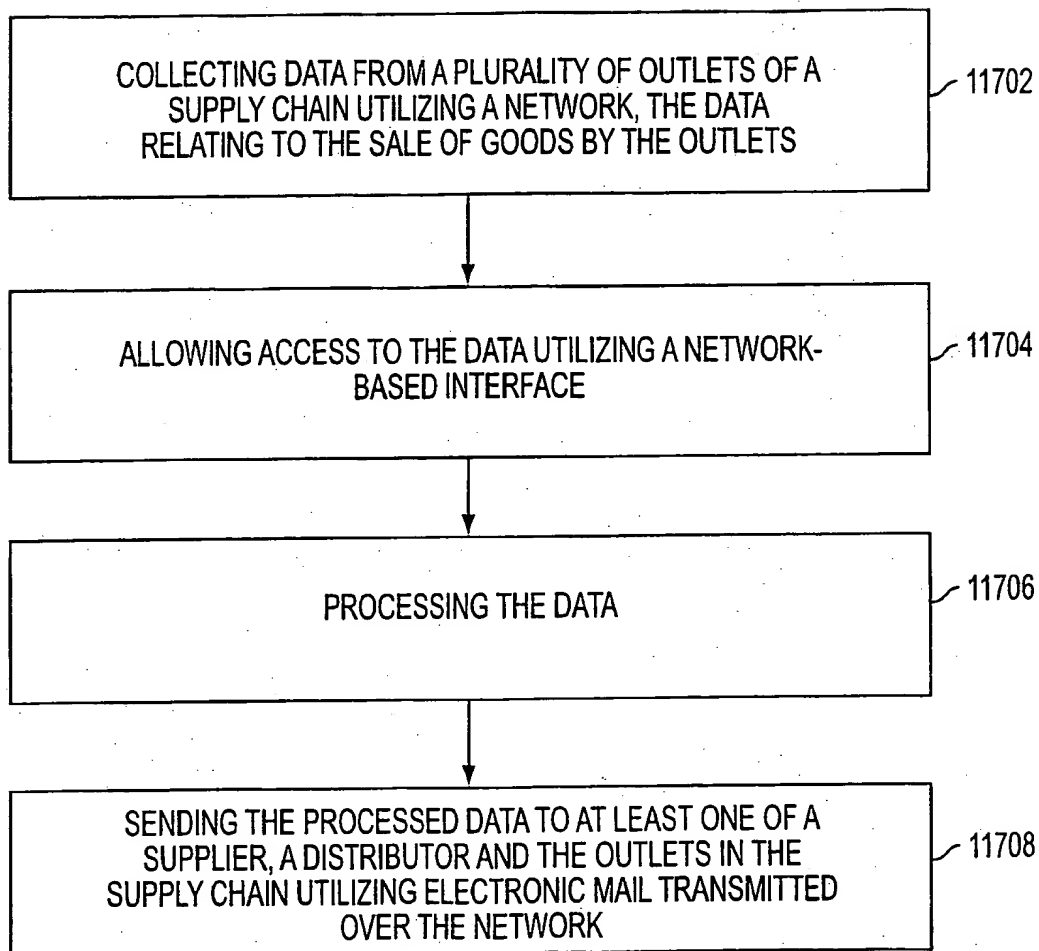 COLLECTING DATA FROM A PLURALITY OF OUTLETS OF A
SUPPLY CHAIN UTILIZING A NETWORK, THE DATA
RELATING TO THE SALE OF GOODS BY THE OUTLETS
11702
ALLOWING ACCESS TO THE DATA UTILIZING A NETWORK-
BASED INTERFACE
11704
PROCESSING THE DATA
11706
SENDING THE PROCESSED DATA TO AT LEAST ONE OF A
SUPPLIER, A DISTRIBUTOR AND THE OUTLETS IN THE
SUPPLY CHAIN UTILIZING ELECTRONIC MAIL TRANSMITTED
OVER THE NETWORK
11708